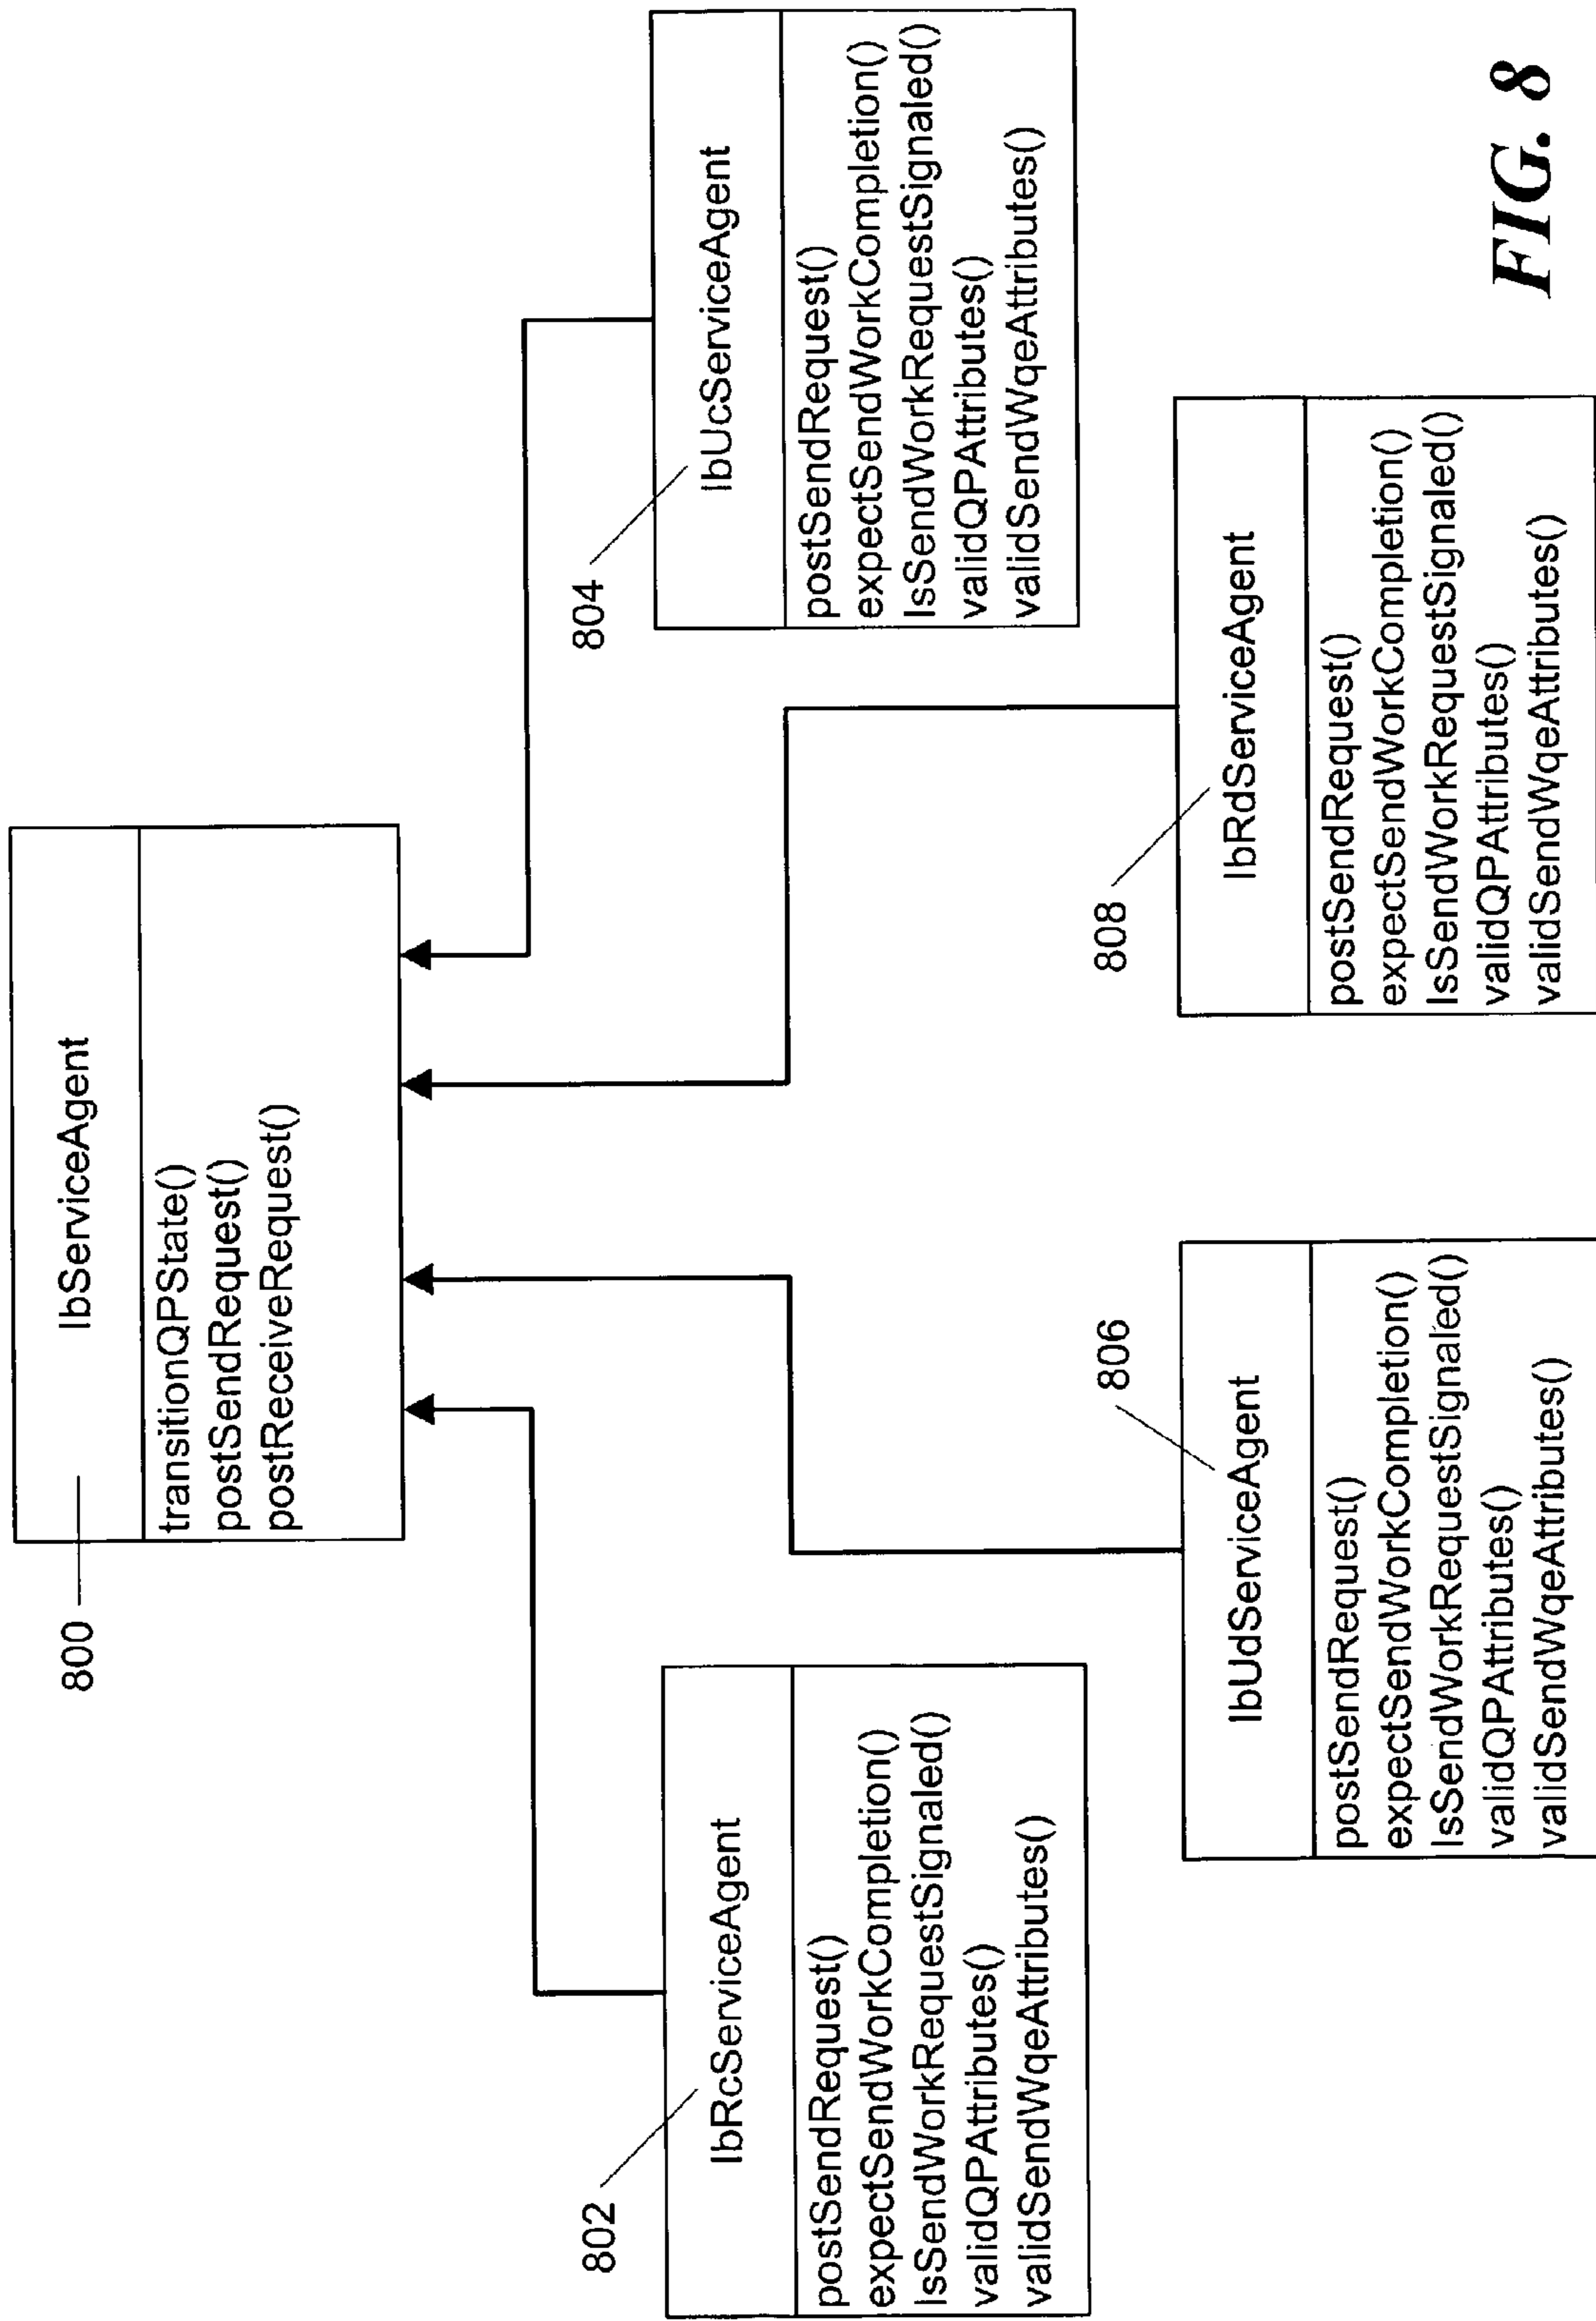 800
IbServiceAgent
transitionQPState()
postSendRequest()
postReceiveRequest()
802
IbRcServiceAgent
postSendRequest()
expectSendWorkCompletion()
IsSendWorkRequestSignaled()
validQPAttributes()
validSendWqeAttributes()
804
IbUcServiceAgent
postSendRequest()
expectSendWorkCompletion()
IsSendWorkRequestSignaled()
validQPAttributes()
validSendWqeAttributes()
806
IbUdServiceAgent
postSendRequest()
expectSendWorkCompletion()
IsSendWorkRequestSignaled()
validQPAttributes()
validSendWqeAttributes()
808
IbRdServiceAgent
postSendRequest()
expectSendWorkCompletion()
IsSendWorkRequestSignaled()
validQPAttributes()
validSendWqeAttributes()
FIG. 8